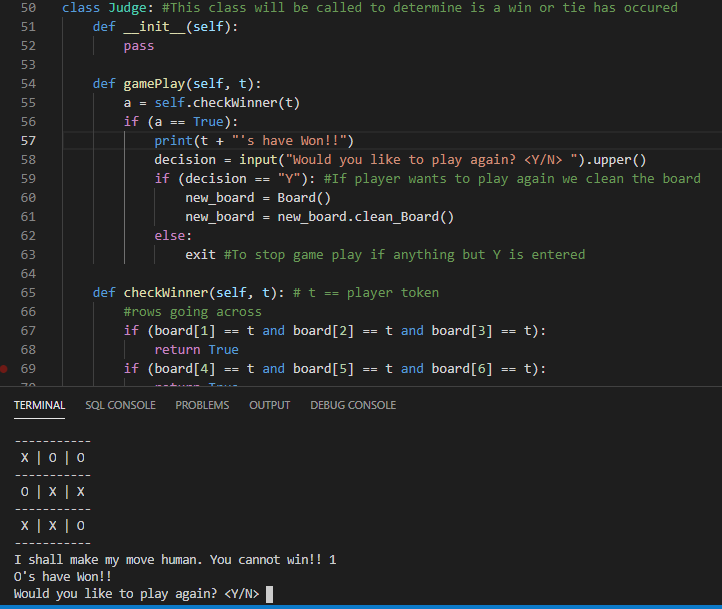 50 class Judge: #This class will be called to determine is a win or tie has occured
51 def __init__(self):
52 pass
53
54 def gamePlay(self, t):
55 a = self.checkWinner(t)
56 if (a == True):
57 print(t + "'s have Won!!")
58 decision = input("Would you like to play again? <Y/N> ").upper()
59 if (decision == "Y"): #If player wants to play again we clean the board
60 new_board = Board()
61 new_board = new_board.clean_Board()
62 else:
63 exit #To stop game play if anything but Y is entered
64
65 def checkWinner(self, t): # t == player token
66 #rows going across
67 if (board[1] == t and board[2] == t and board[3] == t):
68 return True
69 if (board[4] == t and board[5] == t and board[6] == t):
70 return True
TERMINAL SQL CONSOLE PROBLEMS OUTPUT DEBUG CONSOLE
-----------
X | O | O
-----------
O | X | X
-----------
X | X | O
-----------
I shall make my move human. You cannot win!! 1
O's have Won!!
Would you like to play again? <Y/N>